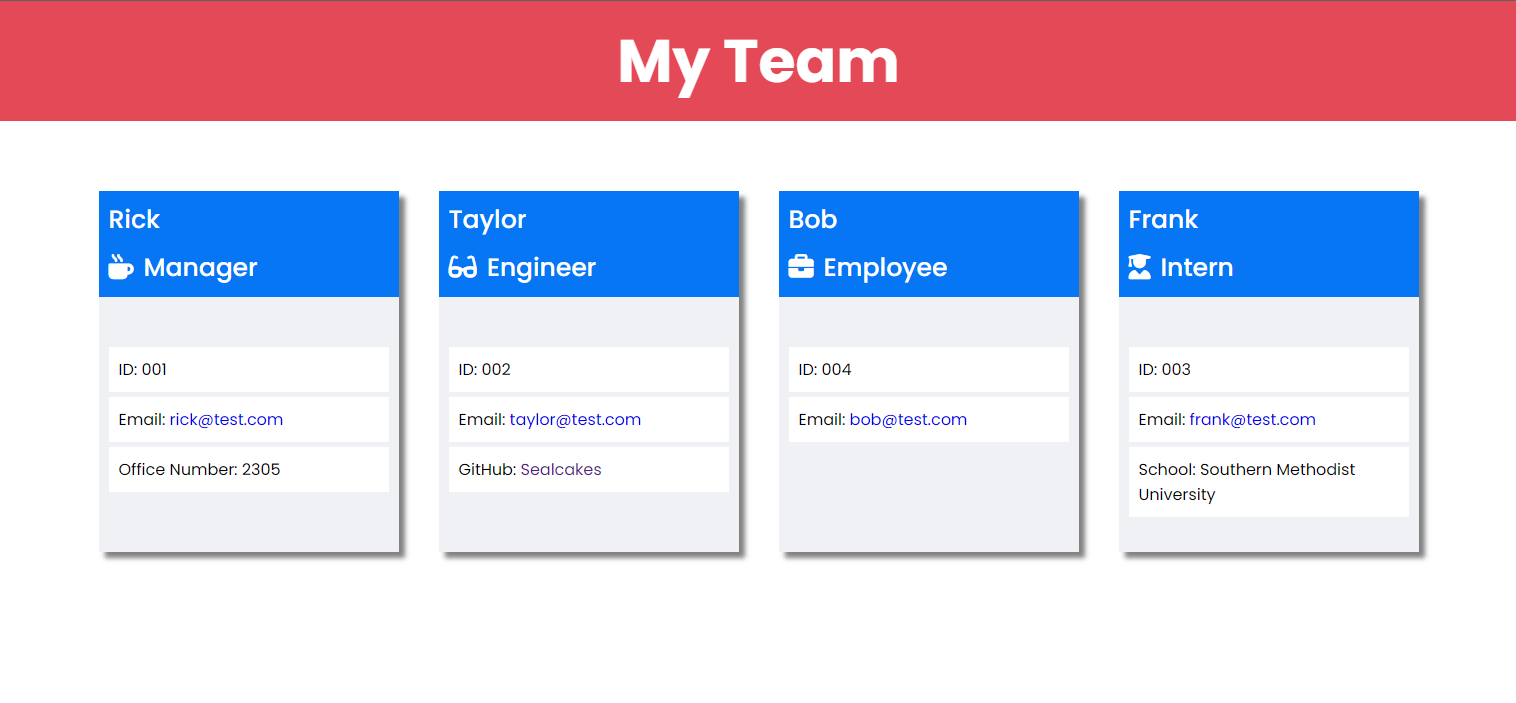 My Team
Rick
Manager
ID: 001
Email: rick@test.com
Office Number: 2305
Taylor
Engineer
ID: 002
Email: taylor@test.com
GitHub: Sealcakes
Bob
Employee
ID: 004
Email: bob@test.com
Frank
Intern
ID: 003
Email: frank@test.com
School: Southern Methodist
University